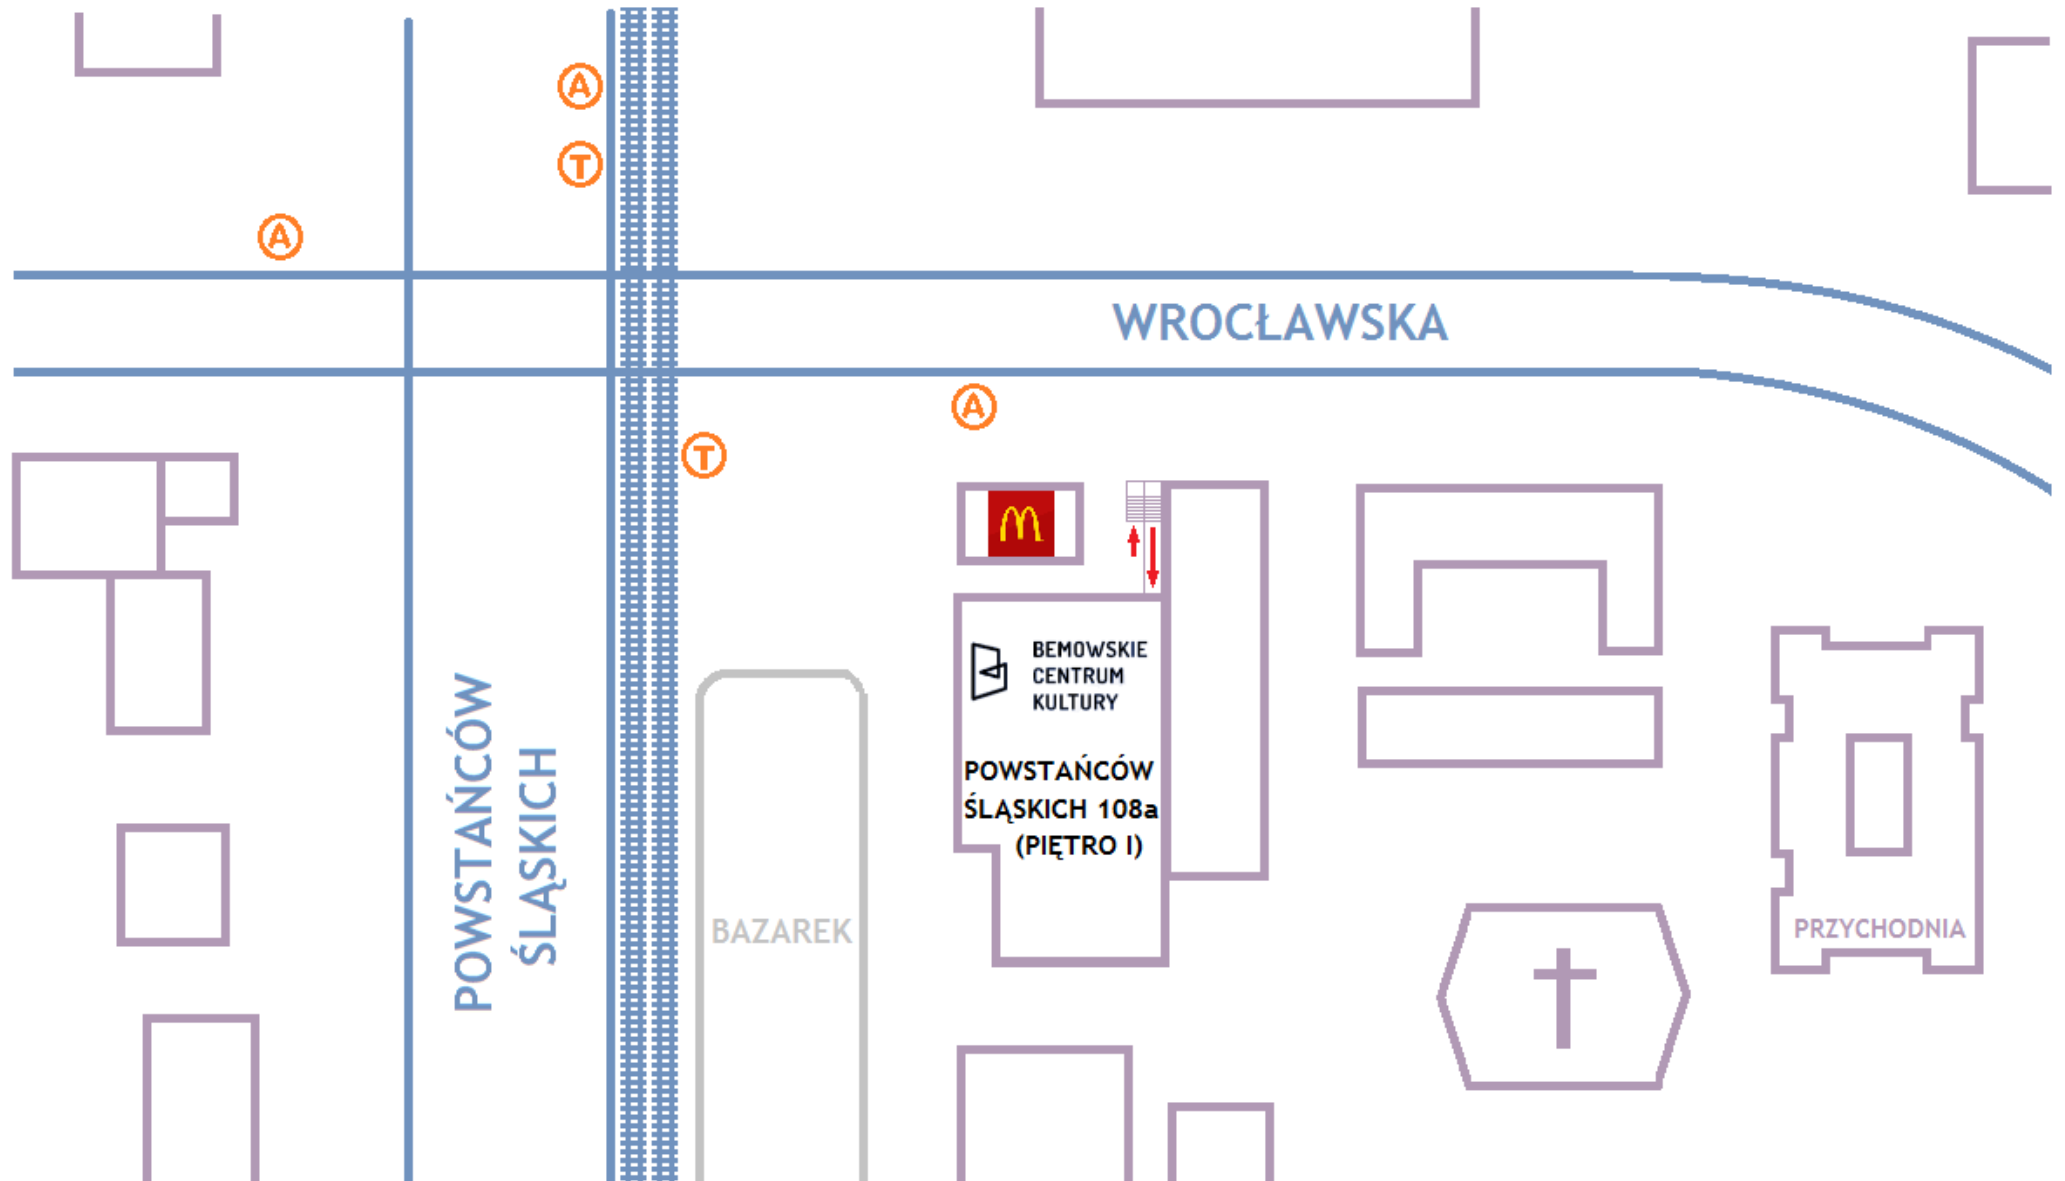 A
T
A
WROCŁAWSKA
A
T
M
BEMOWSKIE
CENTRUM
KULTURY
POWSTAŃCÓW
ŚLĄSKICH
POWSTAŃCÓW
ŚLĄSKICH 108a
(PIĘTRO I)
BAZAREK
PRZYCHODNIA